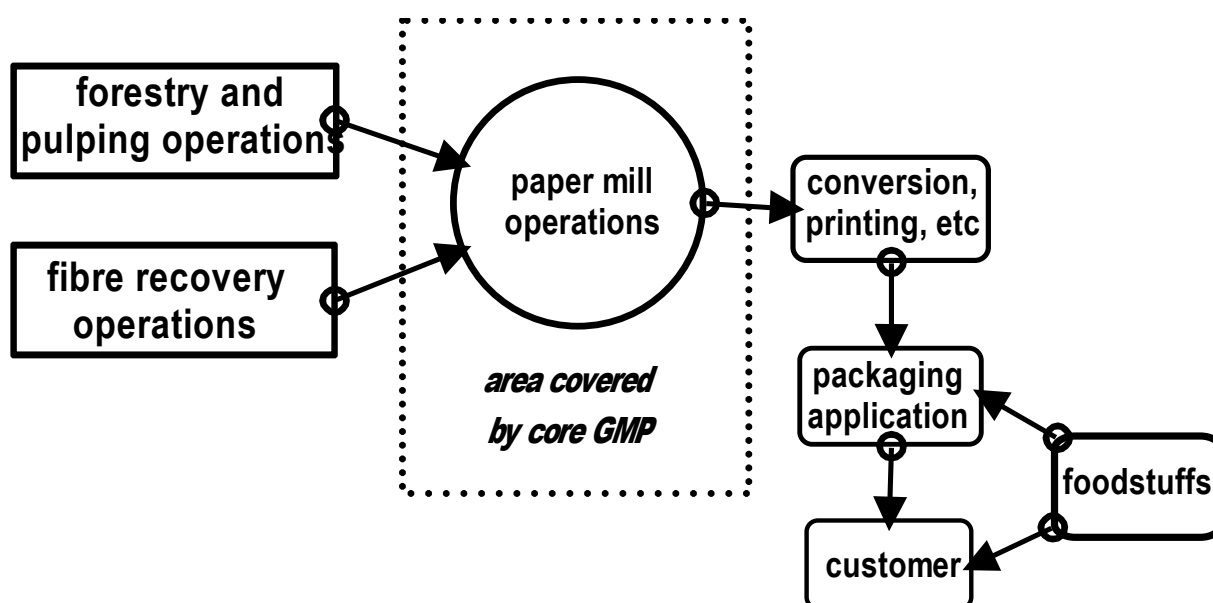 forestry and
pulping operations
fibre recovery
operations
paper mill
operations
area covered
by core GMP
conversion,
printing, etc
packaging
application
foodstuffs
customer